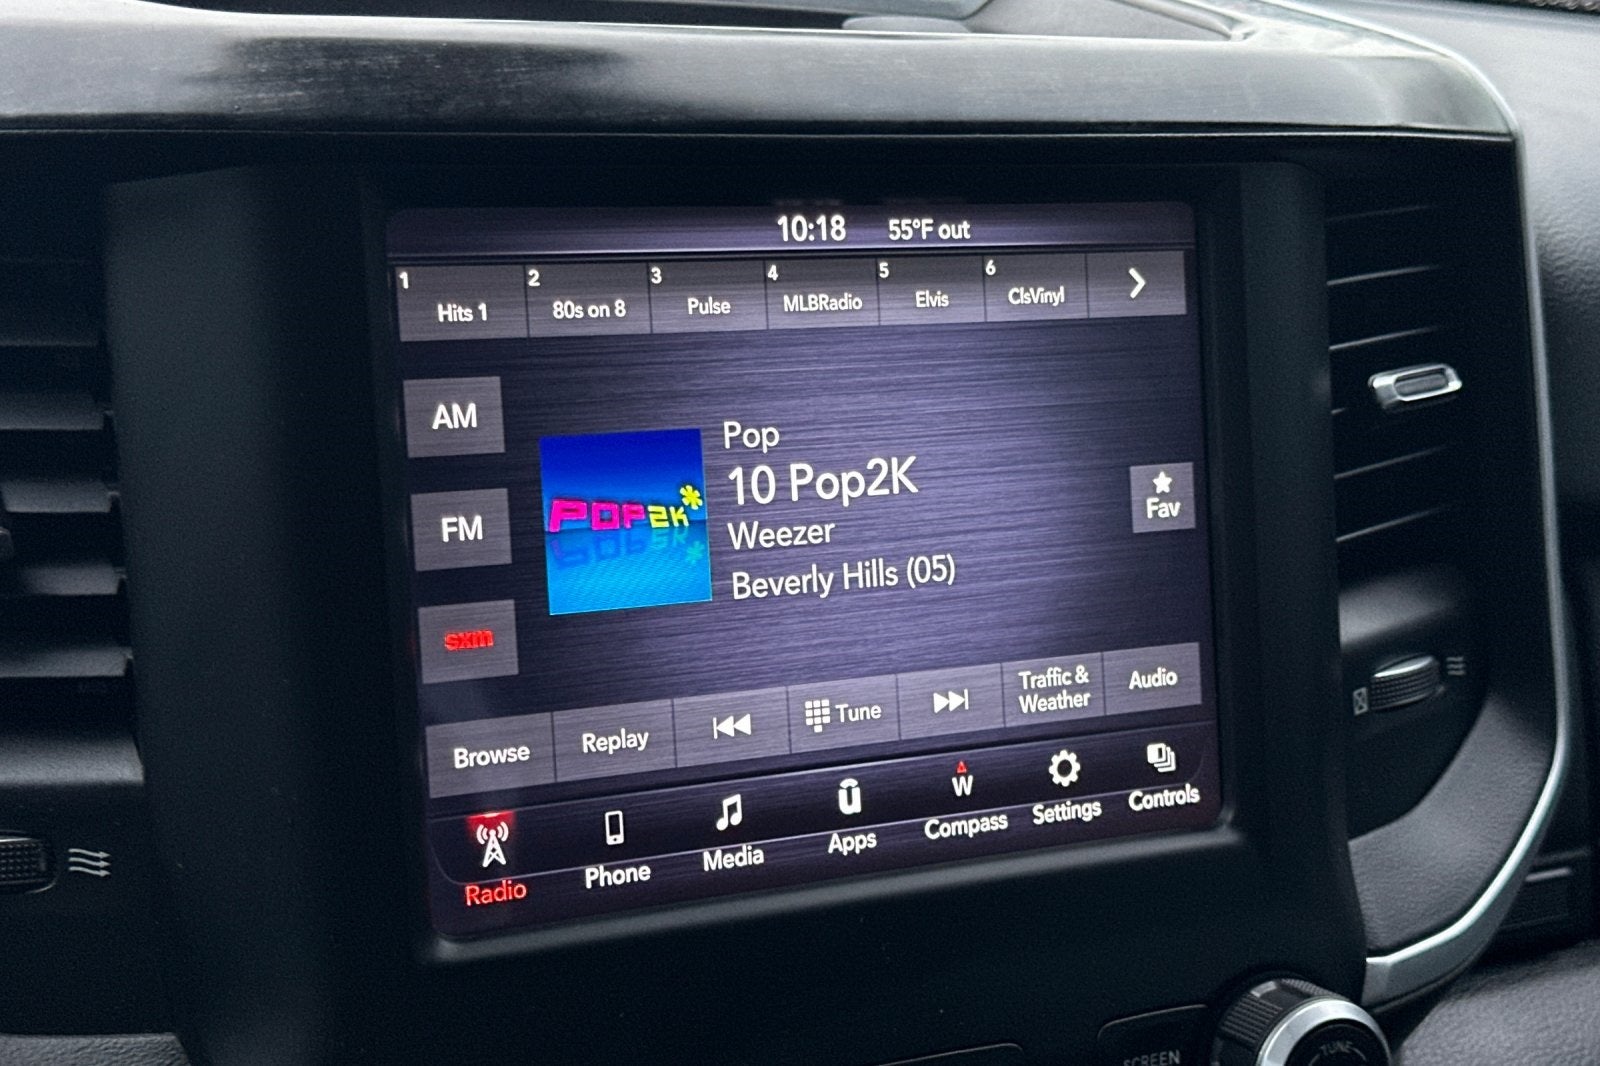 10:18 55°F out
1 Hits 1
2 80s on 8
3 Pulse
4 MLBRadio
5 Elvis
6 ClsVinyl
AM
FM
sxm
POP2K*
Pop
10 Pop2K
Weezer
Beverly Hills (05)
Fav
Browse
Replay
Tune
Traffic &
Weather
Audio
Radio
Phone
Media
Apps
W
Compass
Settings
Controls
SCREEN
TUNE